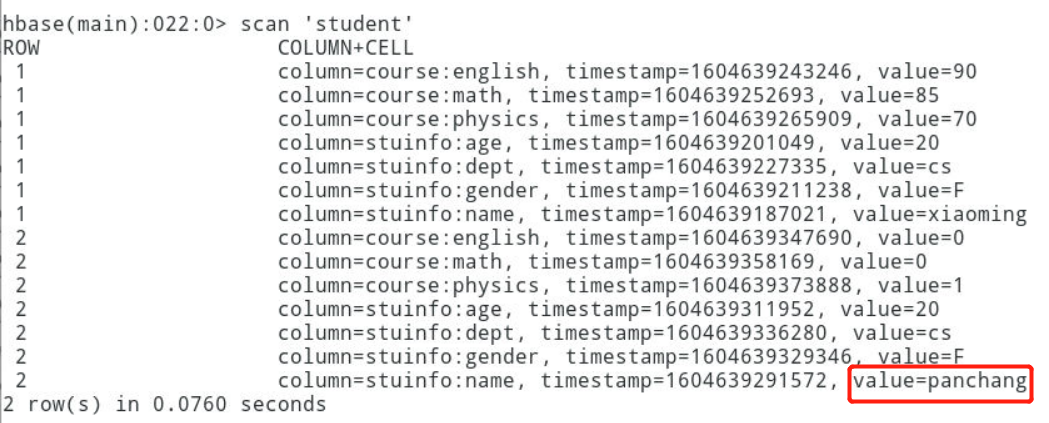 hbase(main):022:0> scan 'student'
ROW COLUMN+CELL
1 column=course:english, timestamp=1604639243246, value=90
1 column=course:math, timestamp=1604639252693, value=85
1 column=course:physics, timestamp=1604639265909, value=70
1 column=stuinfo:age, timestamp=1604639201049, value=20
1 column=stuinfo:dept, timestamp=1604639227335, value=cs
1 column=stuinfo:gender, timestamp=1604639211238, value=F
1 column=stuinfo:name, timestamp=1604639187021, value=xiaoming
2 column=course:english, timestamp=1604639347690, value=0
2 column=course:math, timestamp=1604639358169, value=0
2 column=course:physics, timestamp=1604639373888, value=1
2 column=stuinfo:age, timestamp=1604639311952, value=20
2 column=stuinfo:dept, timestamp=1604639336280, value=cs
2 column=stuinfo:gender, timestamp=1604639329346, value=F
2 column=stuinfo:name, timestamp=1604639291572, value=panchang
2 row(s) in 0.0760 seconds